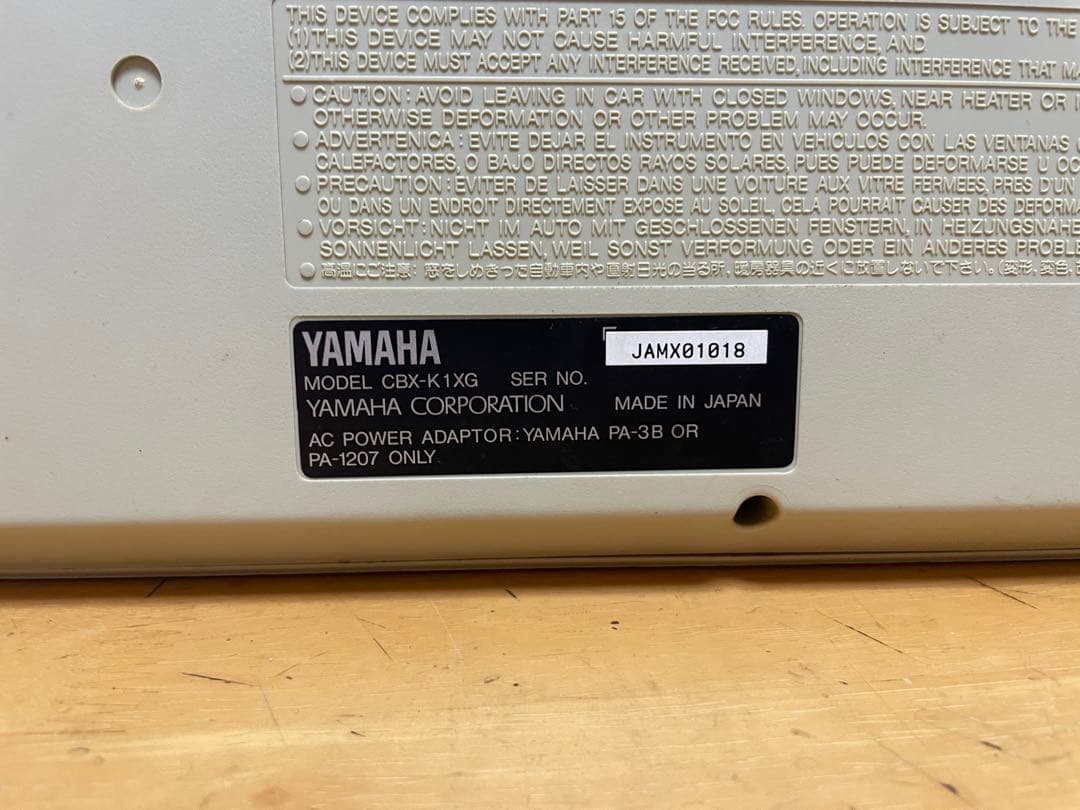 THIS DEVICE COMPLIES WITH PART 15 OF THE FCC RULES. OPERATION IS SUBJECT TO THE
(1)THIS DEVICE MAY NOT CAUSE HARMFUL INTERFERENCE, AND
(2)THIS DEVICE MUST ACCEPT ANY INTERFERENCE RECEIVED, INCLUDING INTERFERENCE THAT
● CAUTION : AVOID LEAVING IN CAR WITH CLOSED WINDOWS, NEAR HEATER OR
OTHERWISE DEFORMATION OR OTHER PROBLEM MAY OCCUR.
● ADVERTENICA : EVITE DEJAR EL INSTRUMENTO EN VEHICULOS CON LAS VENTANAS
CALEFACTORES, O BAJO DIRECTOS RAYOS SOLARES, PUES PUEDE DEFORMARSE U
● PRECAUTION : ÉVITER DE LAISSER DANS UNE VOITURE AUX VITRE FERMEES, PRES D'UN
OU DANS UN ENDROIT DIRECTEMENT EXPOSE AU SOLEIL, CELA POURRAIT CAUSER DES
● VORSICHT : NICHT IM AUTO MIT GESCHLOSSENEN FENSTERN, IN HEIZUNGSNAHE
SONNENLICHT LASSEN, WEIL SONST VERFORMUNG ODER EIN ANDERES
● 高温にご注意 : 窓をしめきった自動車内や直射日光の当る所、暖房器具の近くに放置しないで下さい。(変形、変色、
YAMAHA
JAMX01018
MODEL CBX-K1XG SER NO.
YAMAHA CORPORATION MADE IN JAPAN
AC POWER ADAPTOR : YAMAHA PA-3B OR
PA-1207 ONLY